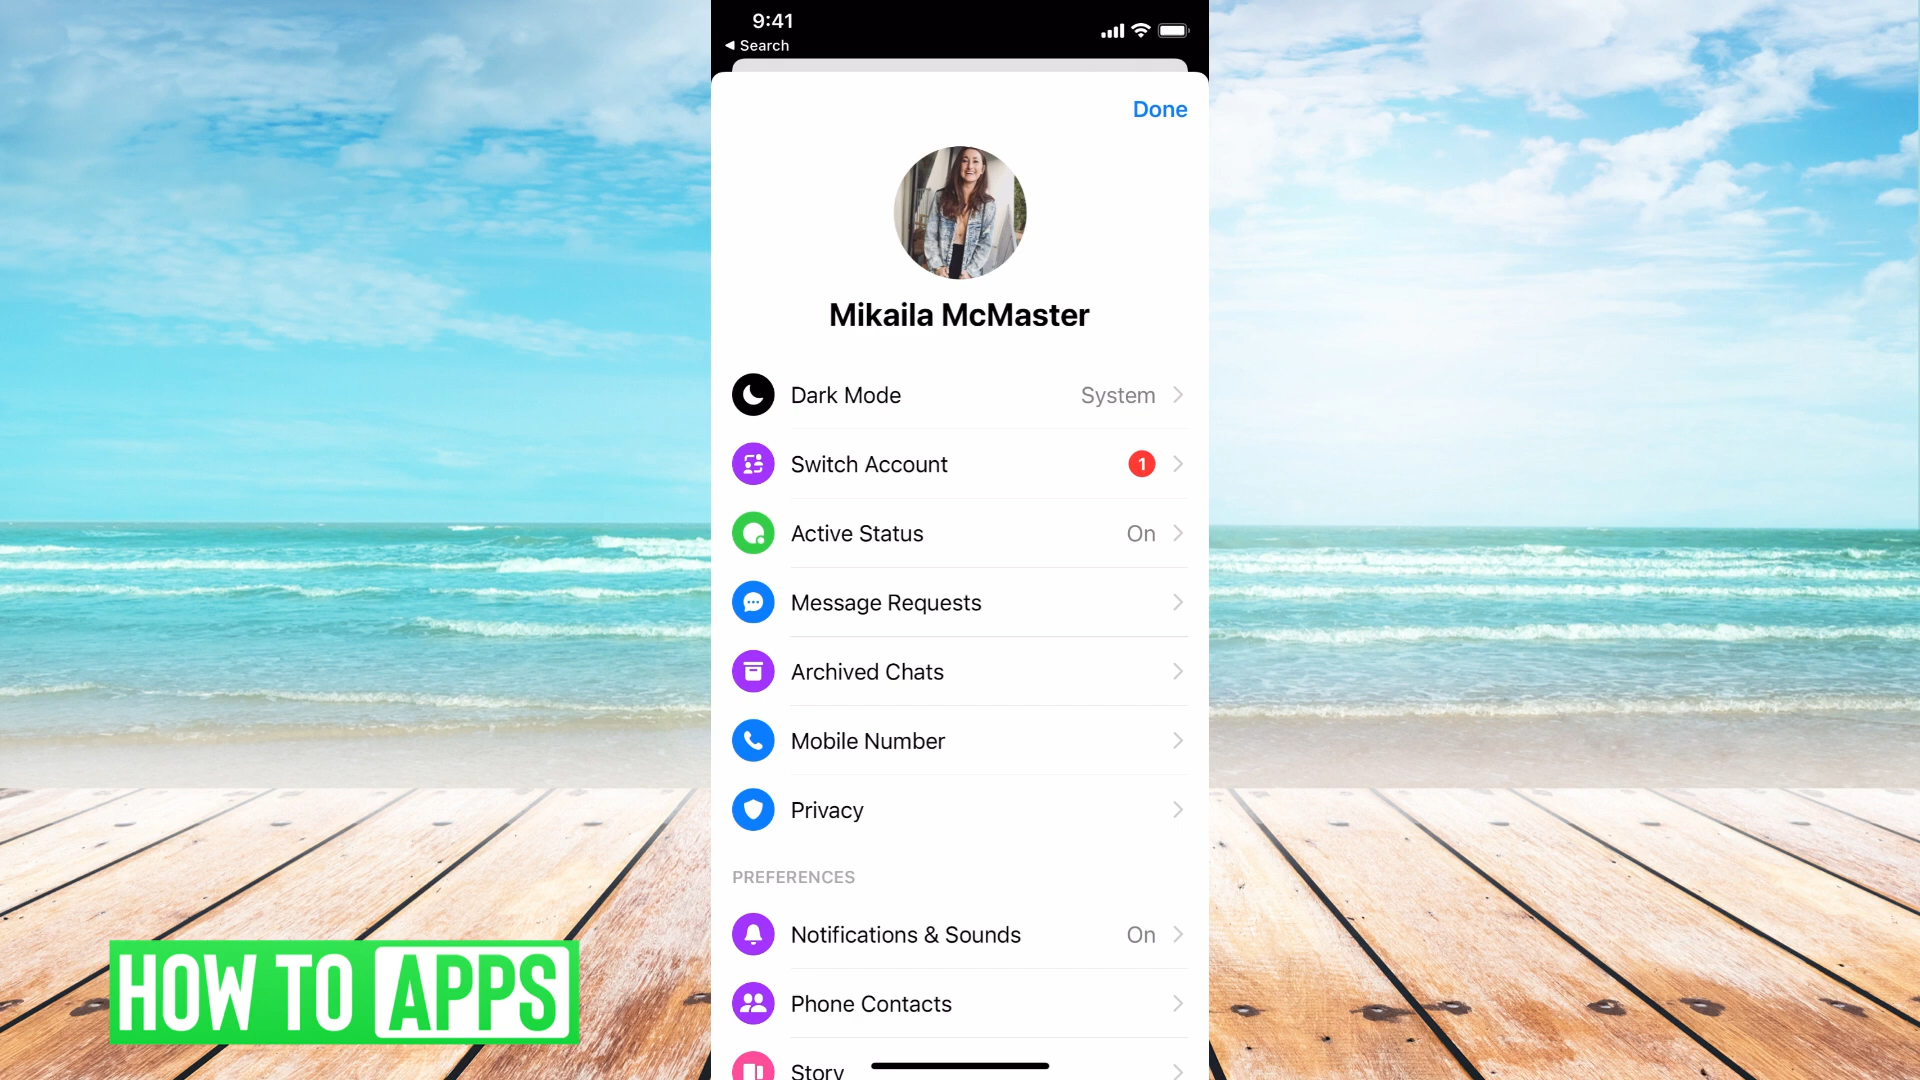 9:41
◀ Search
Done
Mikaila McMaster
Dark Mode System
Switch Account 1
Active Status On
Message Requests
Archived Chats
Mobile Number
Privacy
PREFERENCES
Notifications & Sounds On
Phone Contacts
Story
HOW TO APPS